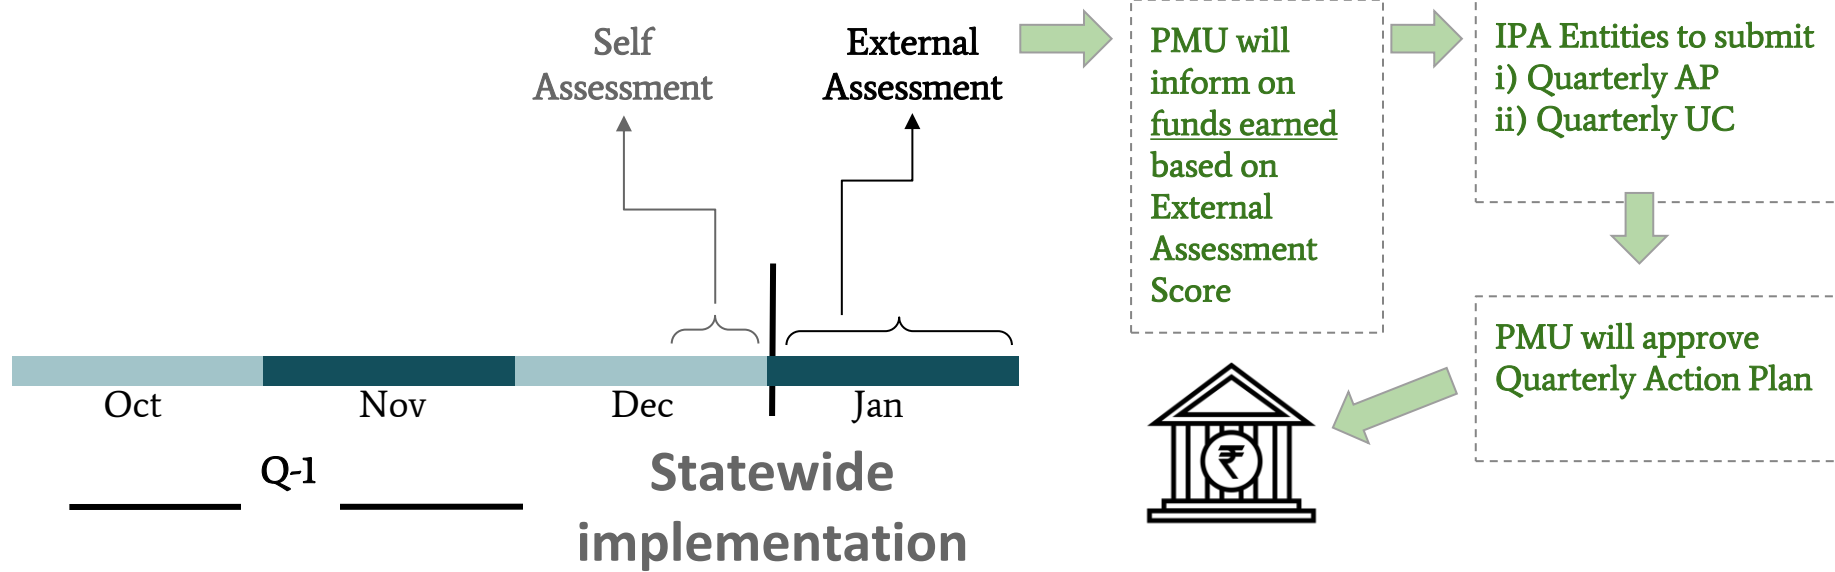 Self
Assessment
External
Assessment
PMU will
inform on
funds earned
based on
External
Assessment
Score
IPA Entities to submit
i) Quarterly AP
ii) Quarterly UC
PMU will approve
Quarterly Action Plan
Oct
Nov
Dec
Jan
Q-1
Statewide
implementation
₹